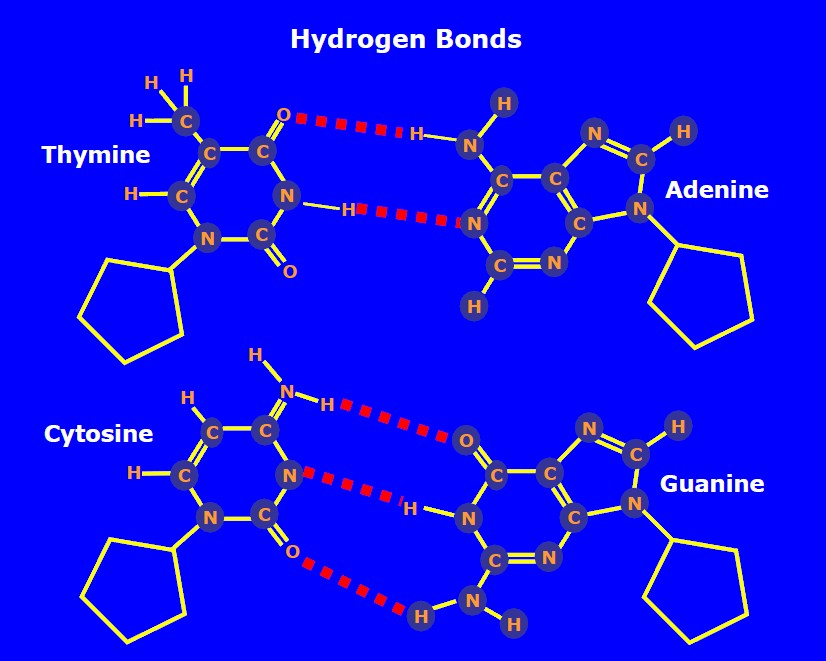 Hydrogen Bonds
H H
H C O H
C C H N
Thymine
N C
H C C C
Adenine
H C N H N C N
N C C N
O
H
H
H N H
Cytosine C C O N H
H C N C C C
Guanine
N C H N C N
O C N
H N H